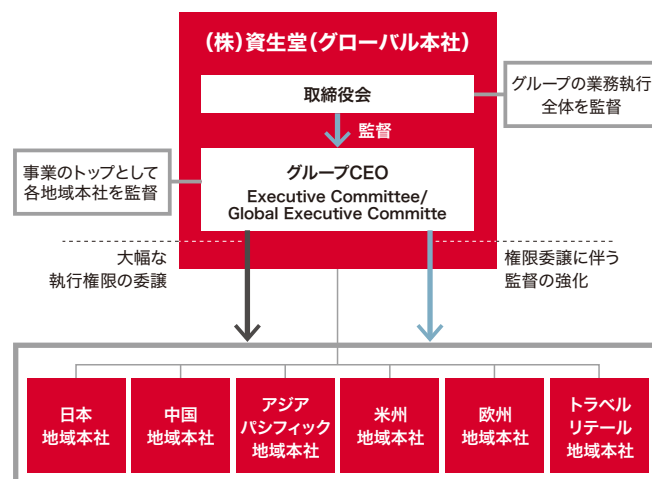 (株)資生堂(グローバル本社)
取締役会
グループの業務執行
全体を監督
監督
事業のトップとして
各地域本社を監督
グループCEO
Executive Committee/
Global Executive Committe
大幅な
執行権限の委譲
権限委譲に伴う
監督の強化
日本
地域本社
中国
地域本社
アジア
パシフィック
地域本社
米州
地域本社
欧州
地域本社
トラベル
リテール
地域本社